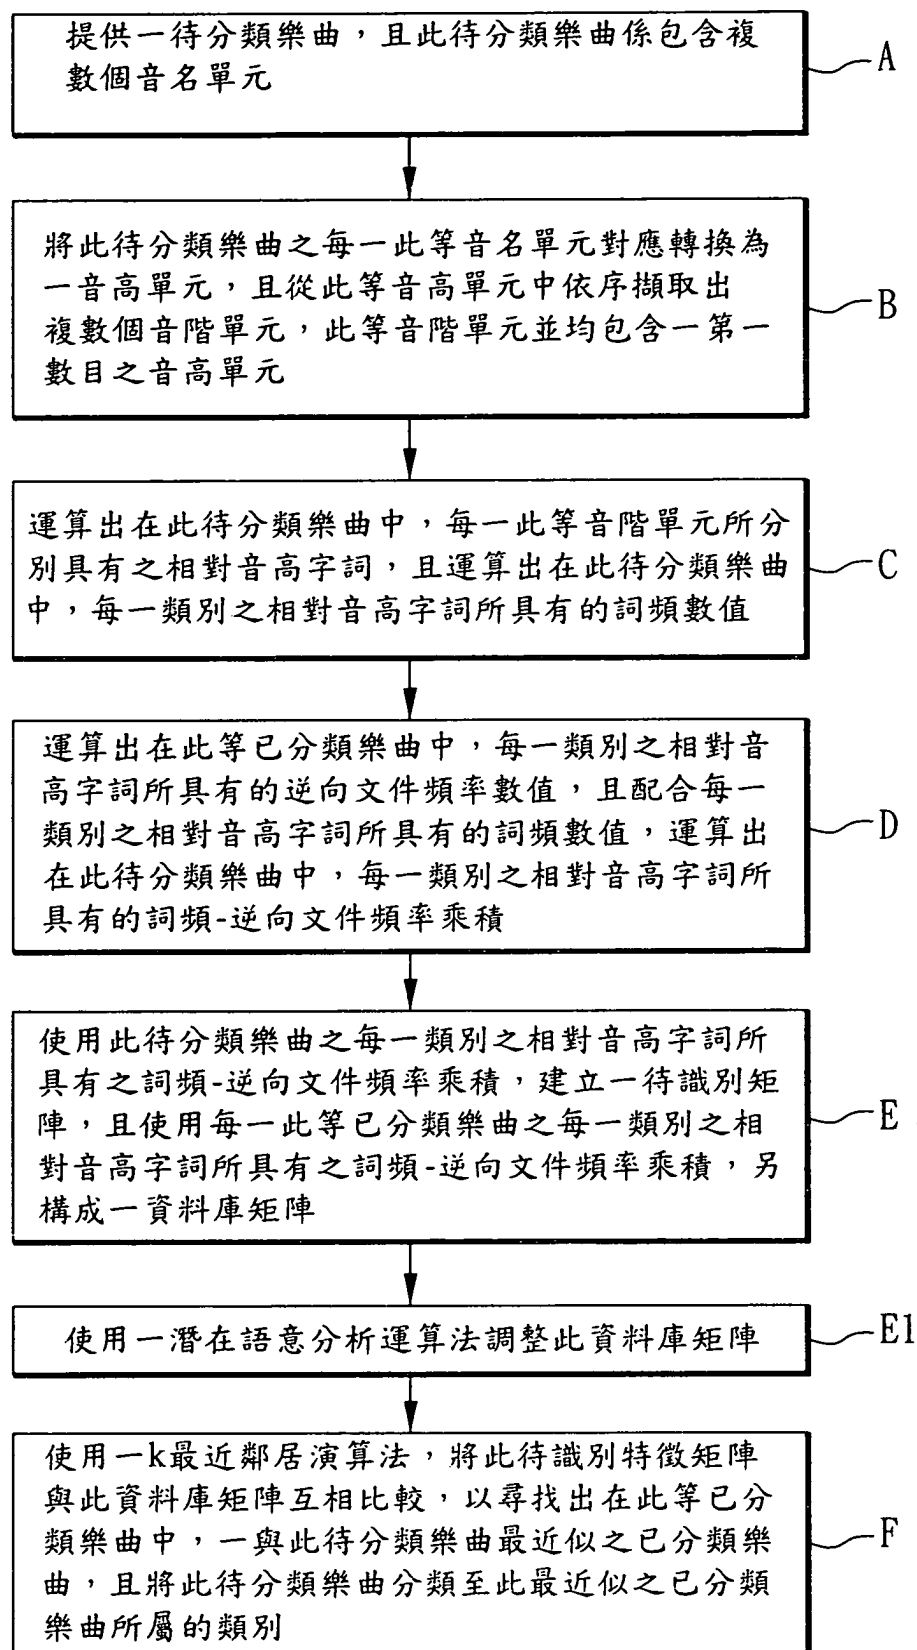 提供一待分類樂曲，且此待分類樂曲係包含複
數個音名單元
A
將此待分類樂曲之每一此等音名單元對應轉換為
一音高單元，且從此等音高單元中依序擷取出
複數個音階單元，此等音階單元並均包含一第一
數目之音高單元
B
運算出在此待分類樂曲中，每一此等音階單元所分
別具有之相對音高字詞，且運算出在此待分類樂曲
中，每一類別之相對音高字詞所具有的詞頻數值
C
運算出在此等已分類樂曲中，每一類別之相對音
高字詞所具有的逆向文件頻率數值，且配合每一
類別之相對音高字詞所具有的詞頻數值，運算出
在此待分類樂曲中，每一類別之相對音高字詞所
具有的詞頻-逆向文件頻率乘積
D
使用此待分類樂曲之每一類別之相對音高字詞所
具有之詞頻-逆向文件頻率乘積，建立一待識別矩
陣，且使用每一此等已分類樂曲之每一類別之相
對音高字詞所具有之詞頻-逆向文件頻率乘積，另
構成一資料庫矩陣
E
使用一潛在語意分析運算法調整此資料庫矩陣
E1
使用一k最近鄰居演算法，將此待識別特徵矩陣
與此資料庫矩陣互相比較，以尋找出在此等已分
類樂曲中，一與此待分類樂曲最近似之已分類樂
曲，且將此待分類樂曲分類至此最近似之已分類
樂曲所屬的類別
F